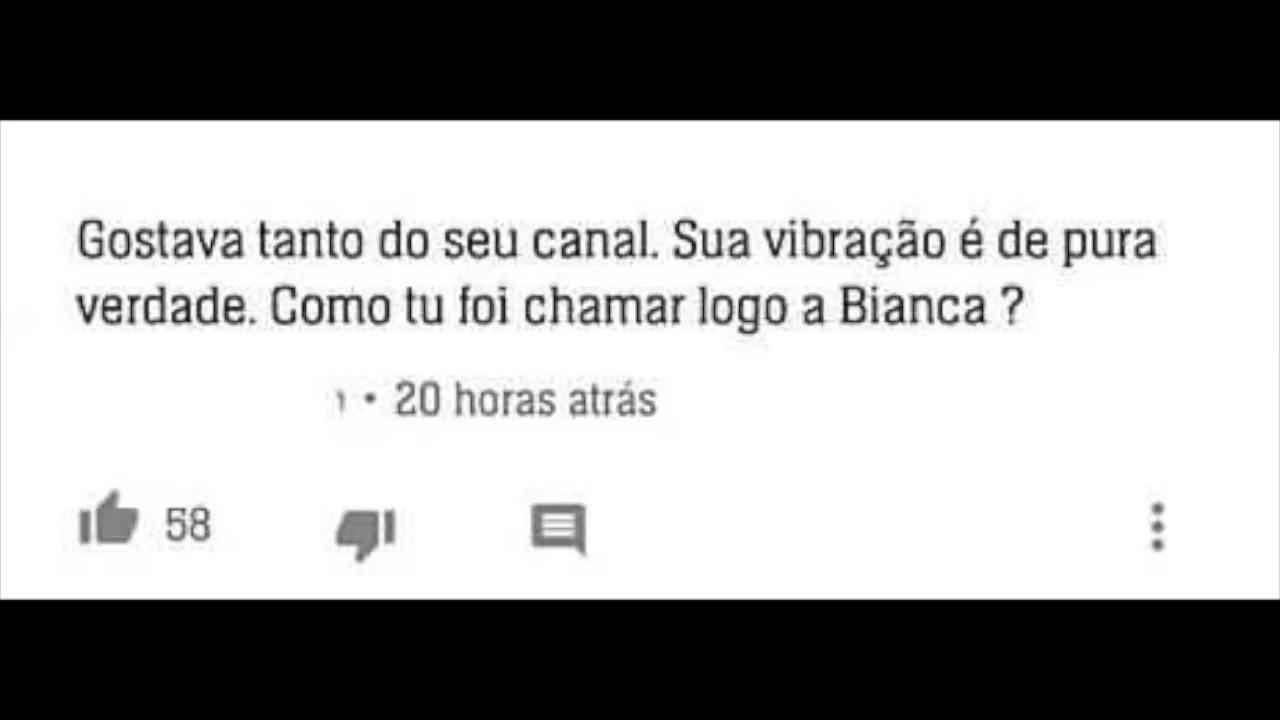 Gostava tanto do seu canal. Sua vibração é de pura
verdade. Como tu foi chamar logo a Bianca ?
• 20 horas atrás
58